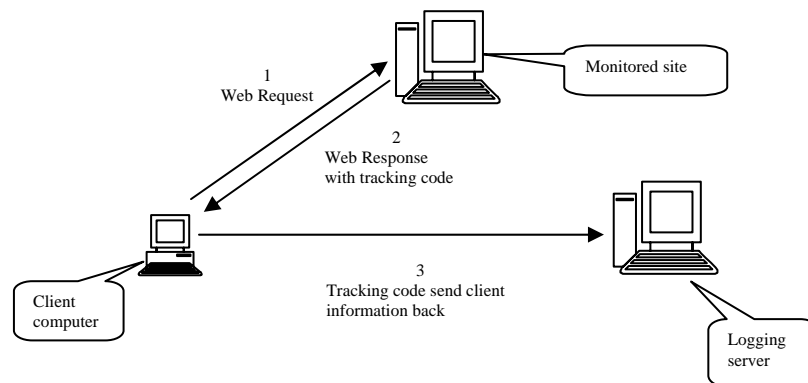 1
Web Request
Monitored site
2
Web Response
with tracking code
3
Tracking code send client
information back
Client
computer
Logging
server